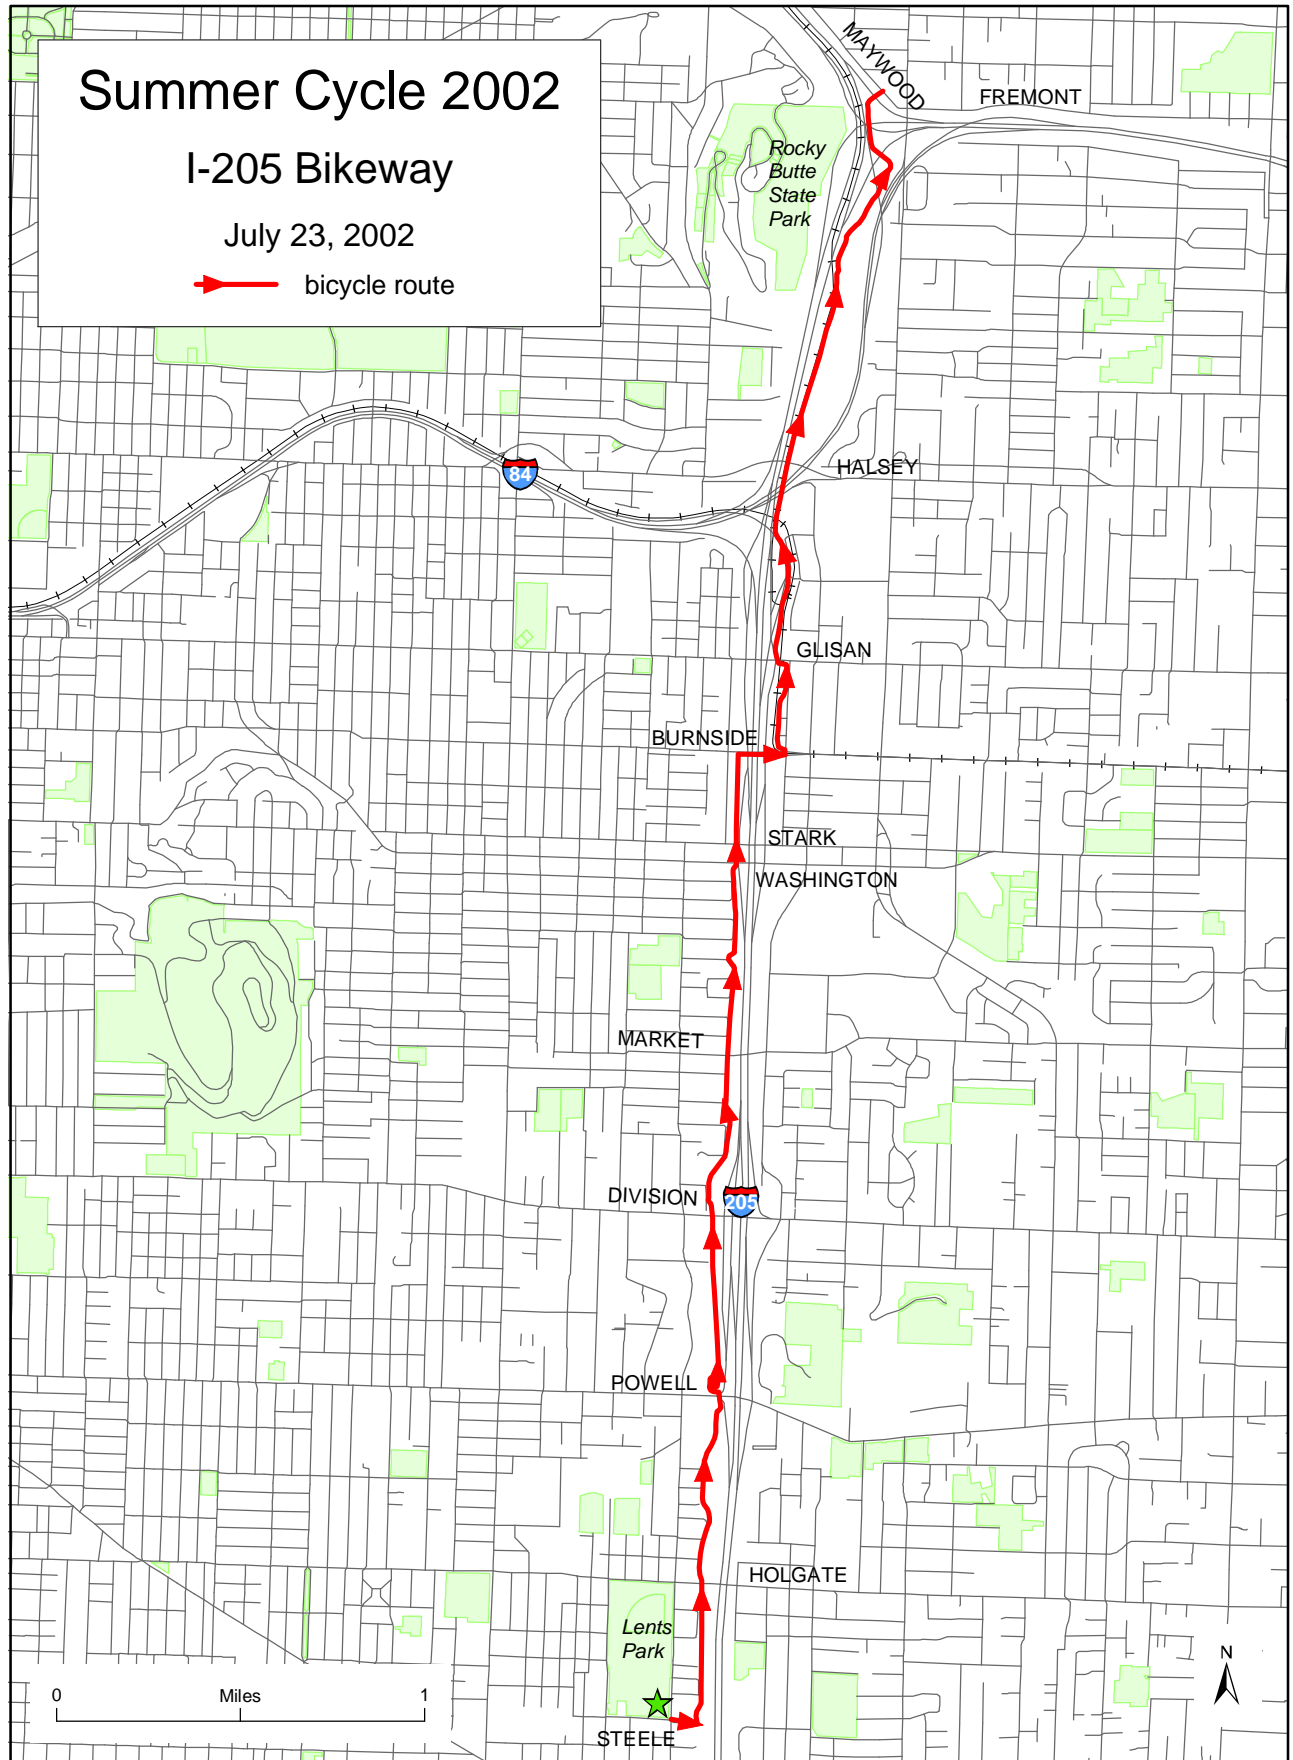 Summer Cycle 2002
I-205 Bikeway
July 23, 2002
bicycle route
MAYWOOD
FREMONT
Rocky
Butte
State
Park
HALSEY
84
GLISAN
BURNSIDE
STARK
WASHINGTON
MARKET
DIVISION
205
POWELL
HOLGATE
Lents
Park
N
0 Miles 1
STEELE